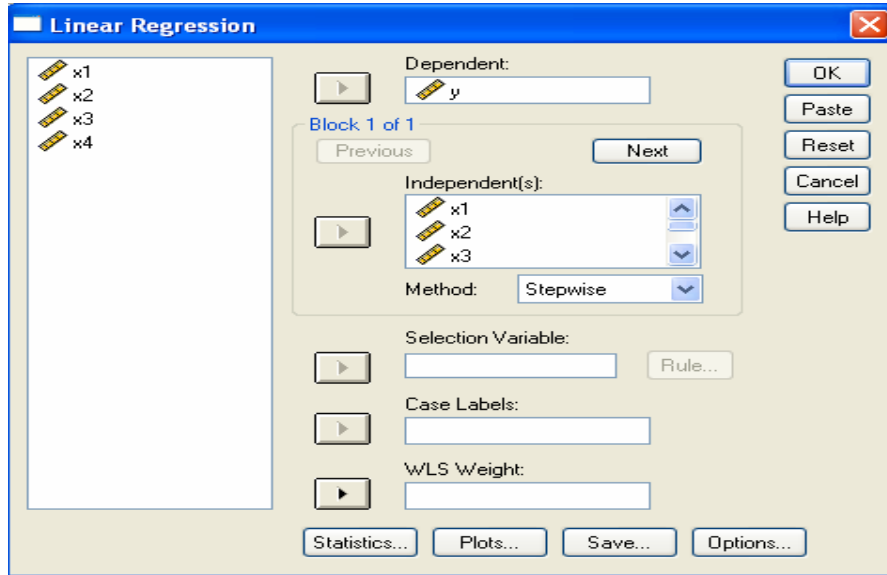 Linear Regression
x1
x2
x3
x4
Dependent:
y
Block 1 of 1
Previous
Next
Independent(s):
x1
x2
x3
Method:
Stepwise
Selection Variable:
Rule...
Case Labels:
WLS Weight:
OK
Paste
Reset
Cancel
Help
Statistics...
Plots...
Save...
Options...